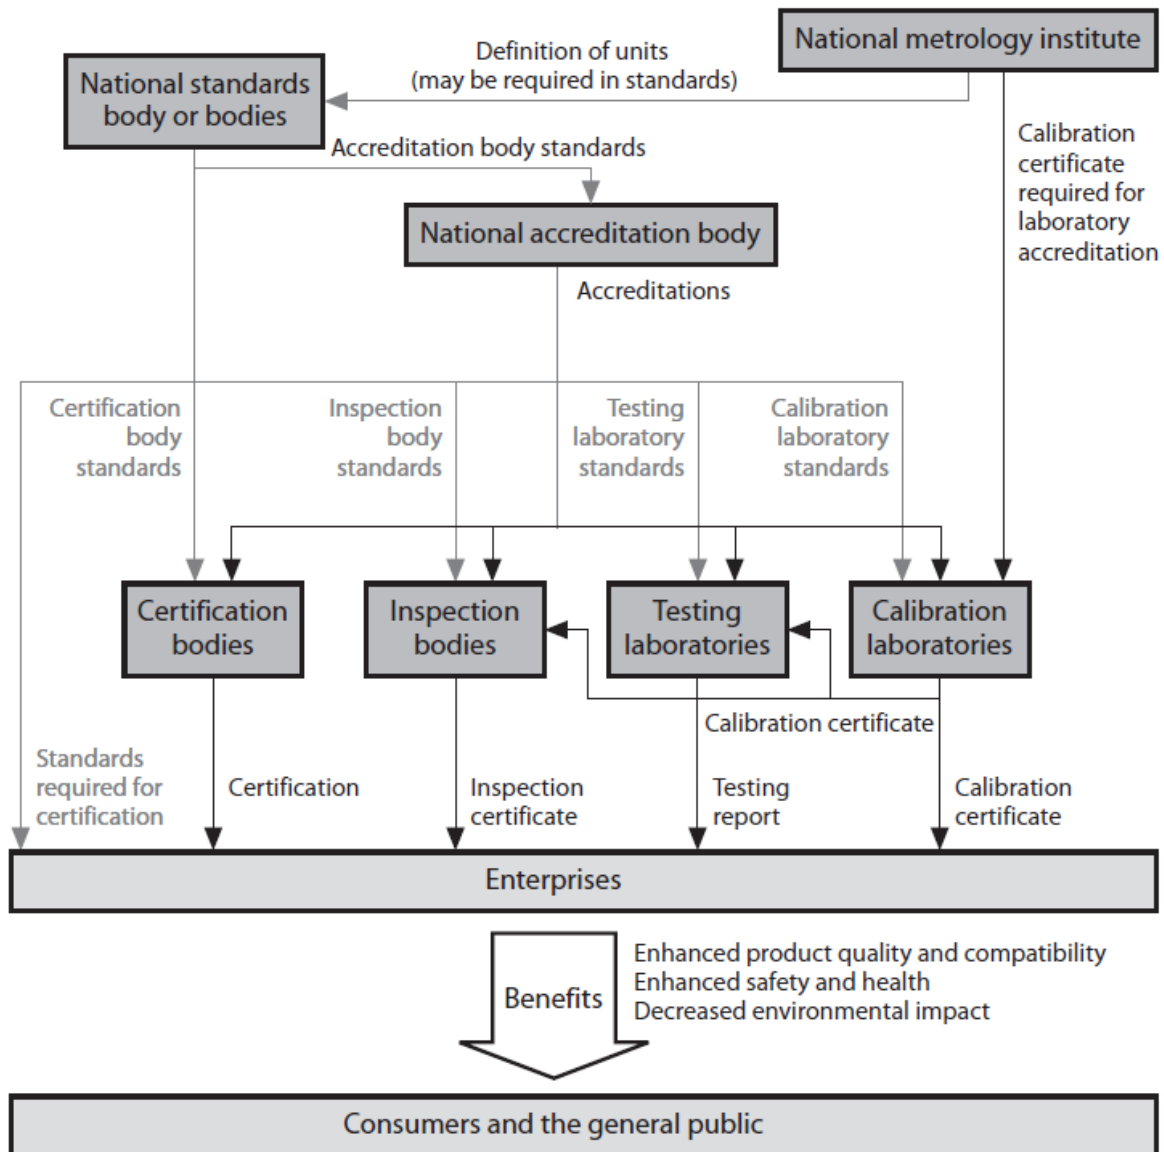 National metrology institute
Definition of units
(may be required in standards)
National standards
body or bodies
Accreditation body standards
Calibration
certificate
required for
laboratory
accreditation
National accreditation body
Accreditations
Certification
body
standards
Inspection
body
standards
Testing
laboratory
standards
Calibration
laboratory
standards
Certification
bodies
Inspection
bodies
Testing
laboratories
Calibration
laboratories
Calibration certificate
Standards
required for
certification
Certification
Inspection
certificate
Testing
report
Calibration
certificate
Enterprises
Benefits
Enhanced product quality and compatibility
Enhanced safety and health
Decreased environmental impact
Consumers and the general public